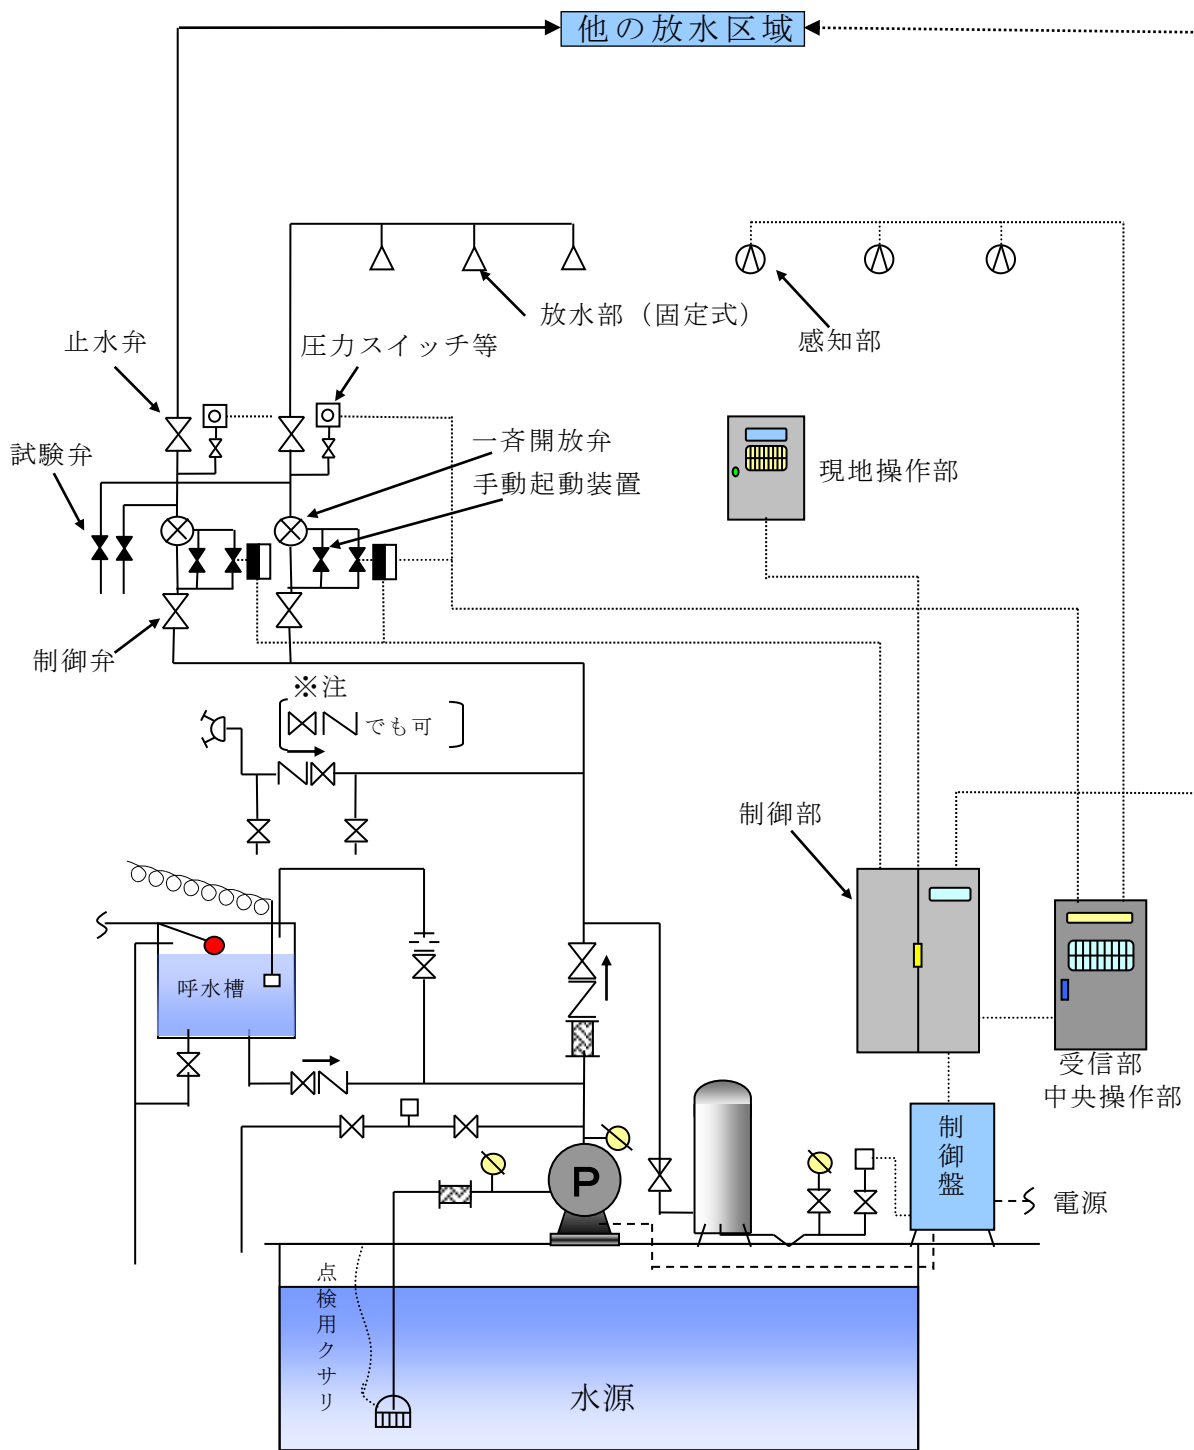 他の放水区域
放水部（固定式）
感知部
止水弁
圧力スイッチ等
試験弁
一斉開放弁
手動起動装置
現地操作部
制御弁
※注
でも可
制御部
呼水槽
受信部
中央操作部
制御盤
P
電源
点検用クサリ
水源